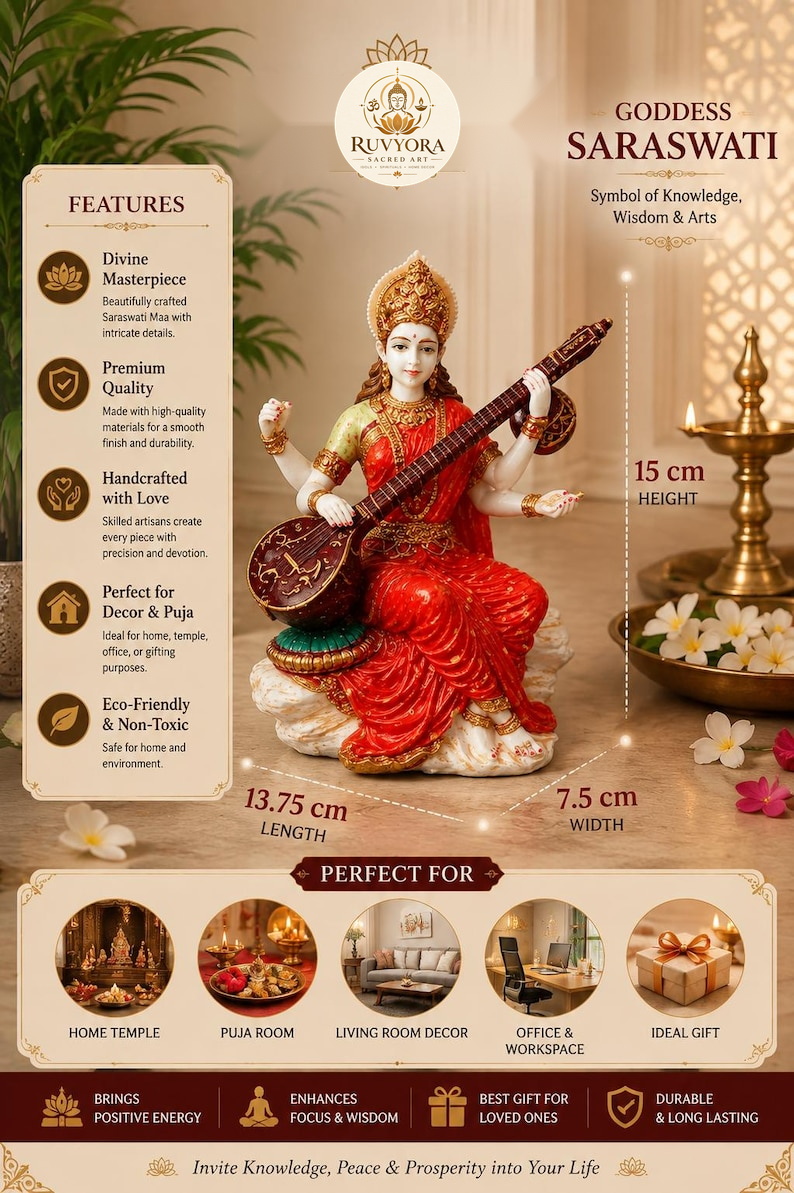 RUVYORA
SACRED ART
IDOLS • SPIRITUALS • HOME DECOR
GODDESS
SARASWATI
Symbol of Knowledge,
Wisdom & Arts
FEATURES
Divine
Masterpiece
Beautifully crafted
Saraswati Maa with
intricate details.
Premium
Quality
Made with high-quality
materials for a smooth
finish and durability.
Handcrafted
with Love
Skilled artisans create
every piece with
precision and devotion.
Perfect for
Decor & Puja
Ideal for home, temple,
office, or gifting
purposes.
Eco-Friendly
& Non-Toxic
Safe for home and
environment.
15 cm
HEIGHT
13.75 cm
LENGTH
7.5 cm
WIDTH
PERFECT FOR
HOME TEMPLE
PUJA ROOM
LIVING ROOM DECOR
OFFICE &
WORKSPACE
IDEAL GIFT
BRINGS
POSITIVE ENERGY
ENHANCES
FOCUS & WISDOM
BEST GIFT FOR
LOVED ONES
DURABLE
& LONG LASTING
Invite Knowledge, Peace & Prosperity into Your Life